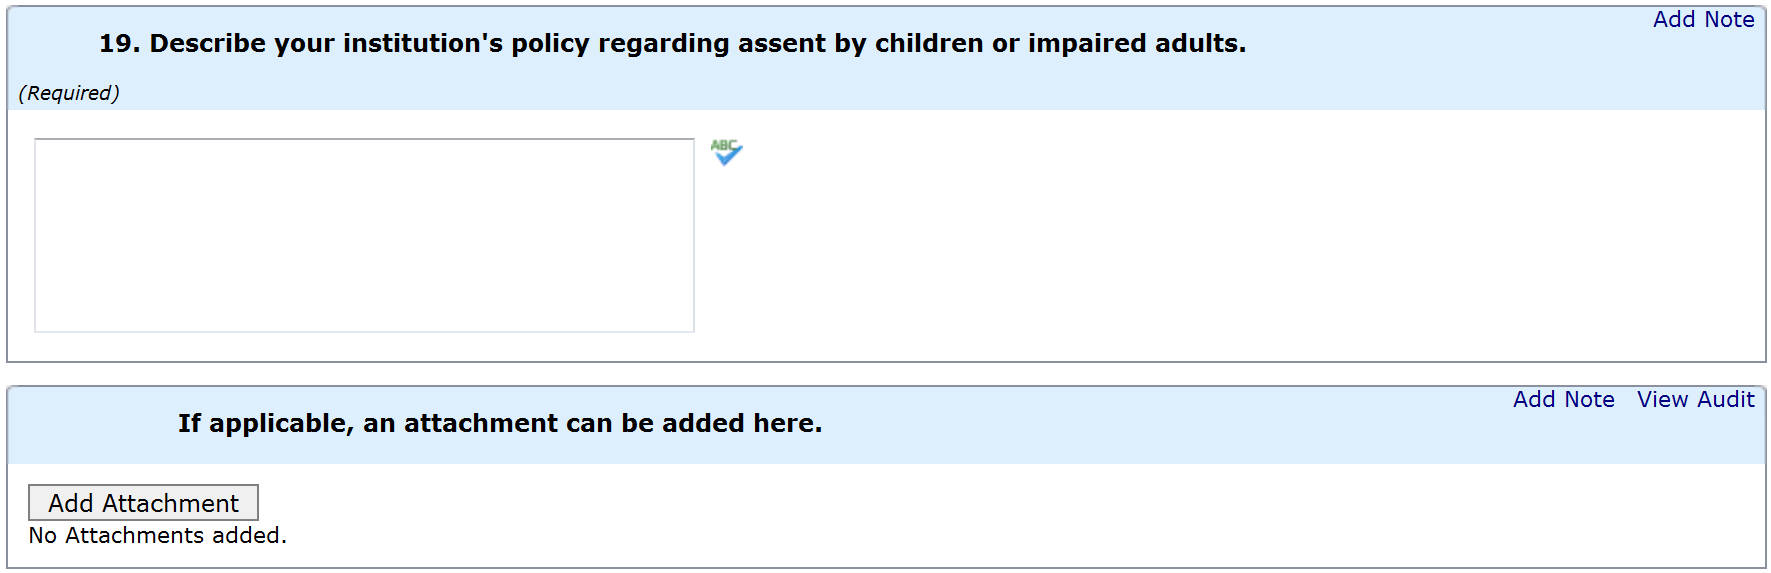 Add Note
19. Describe your institution's policy regarding assent by children or impaired adults.
(Required)
ABC
Add Note View Audit
If applicable, an attachment can be added here.
Add Attachment
No Attachments added.